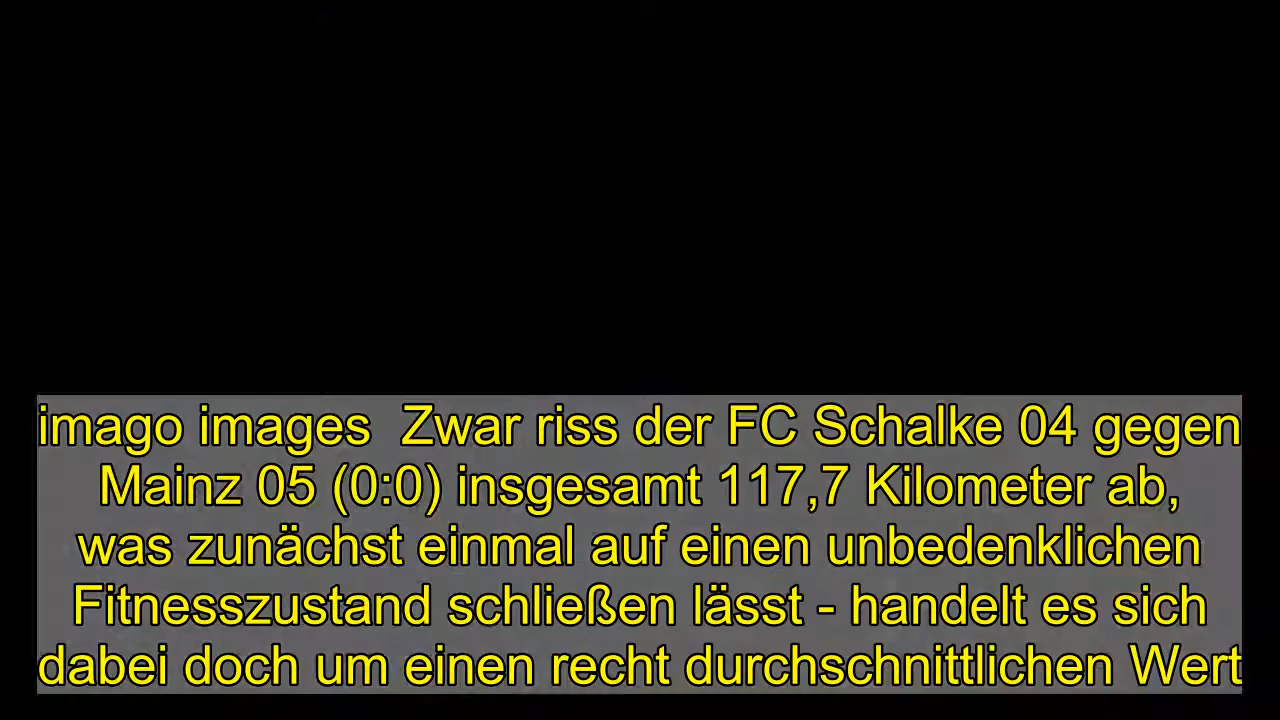 imago images  Zwar riss der FC Schalke 04 gegen
Mainz 05 (0:0) insgesamt 117,7 Kilometer ab,
was zunächst einmal auf einen unbedenklichen
Fitnesszustand schließen lässt - handelt es sich
dabei doch um einen recht durchschnittlichen Wert